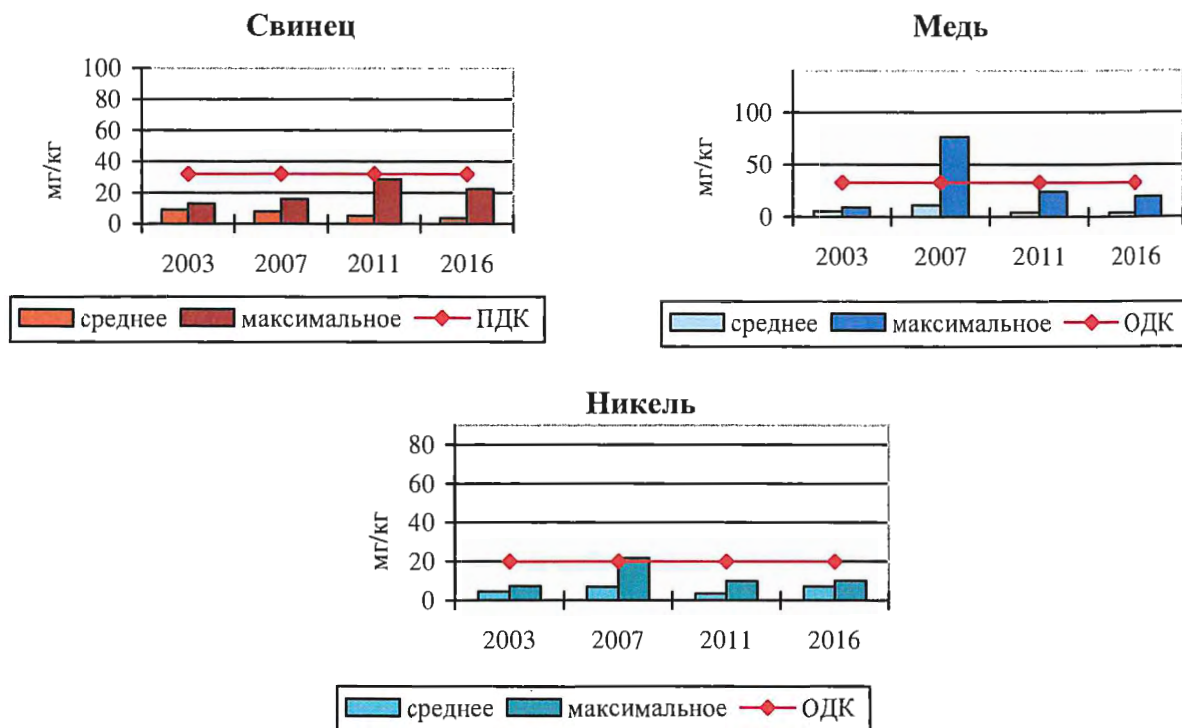 Свинец
100
80
60
40
20
0
мг/кг
2003 2007 2011 2016
среднее максимальное ПДК
Медь
100
50
0
мг/кг
2003 2007 2011 2016
среднее максимальное ОДК
Никель
80
60
40
20
0
мг/кг
2003 2007 2011 2016
среднее максимальное ОДК